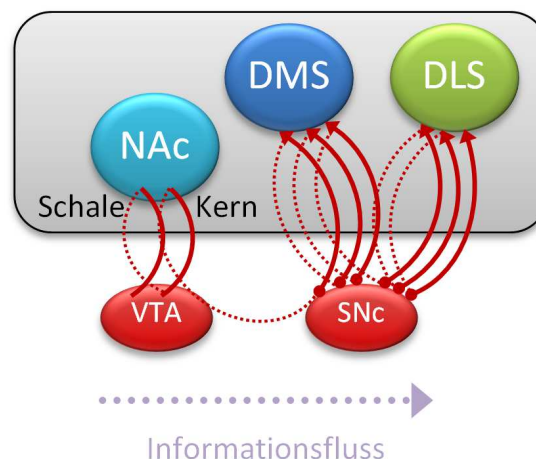 DMS
DLS
NAc
Schale Kern
VTA
SNc
Informationsfluss